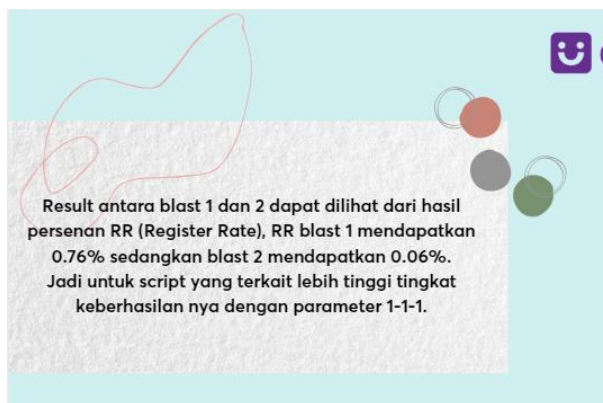 Result antara blast 1 dan 2 dapat dilihat dari hasil
persenan RR (Register Rate), RR blast 1 mendapatkan
0.76% sedangkan blast 2 mendapatkan 0.06%.
Jadi untuk script yang terkait lebih tinggi tingkat
keberhasilan nya dengan parameter 1-1-1.